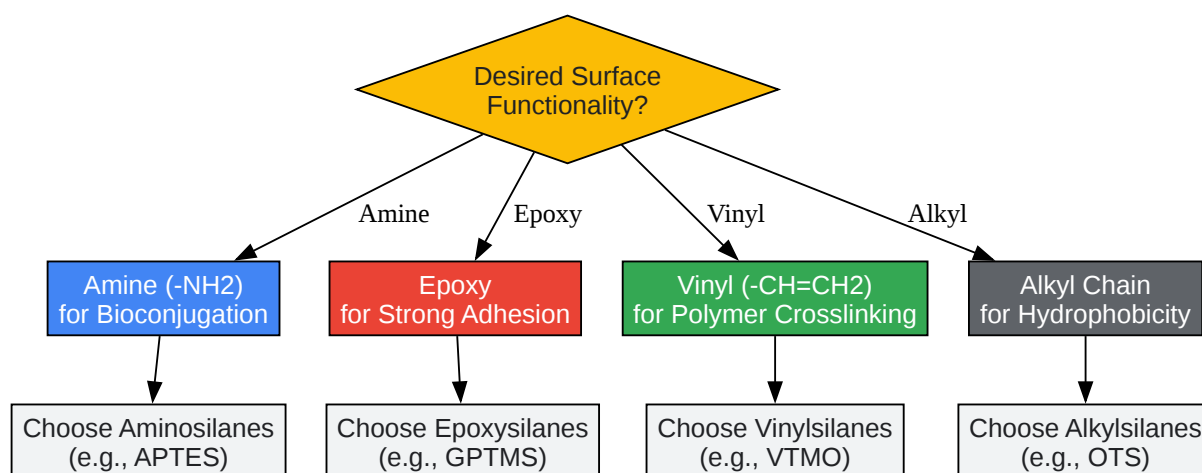 Desired Surface
Functionality?
Amine
Epoxy
Vinyl
Alkyl
Amine (-NH2)
for Bioconjugation
Epoxy
for Strong Adhesion
Vinyl (-CH=CH2)
for Polymer Crosslinking
Alkyl Chain
for Hydrophobicity
Choose Aminosilanes
(e.g., APTES)
Choose Epoxysilanes
(e.g., GPTMS)
Choose Vinylsilanes
(e.g., VTMO)
Choose Alkylsilanes
(e.g., OTS)